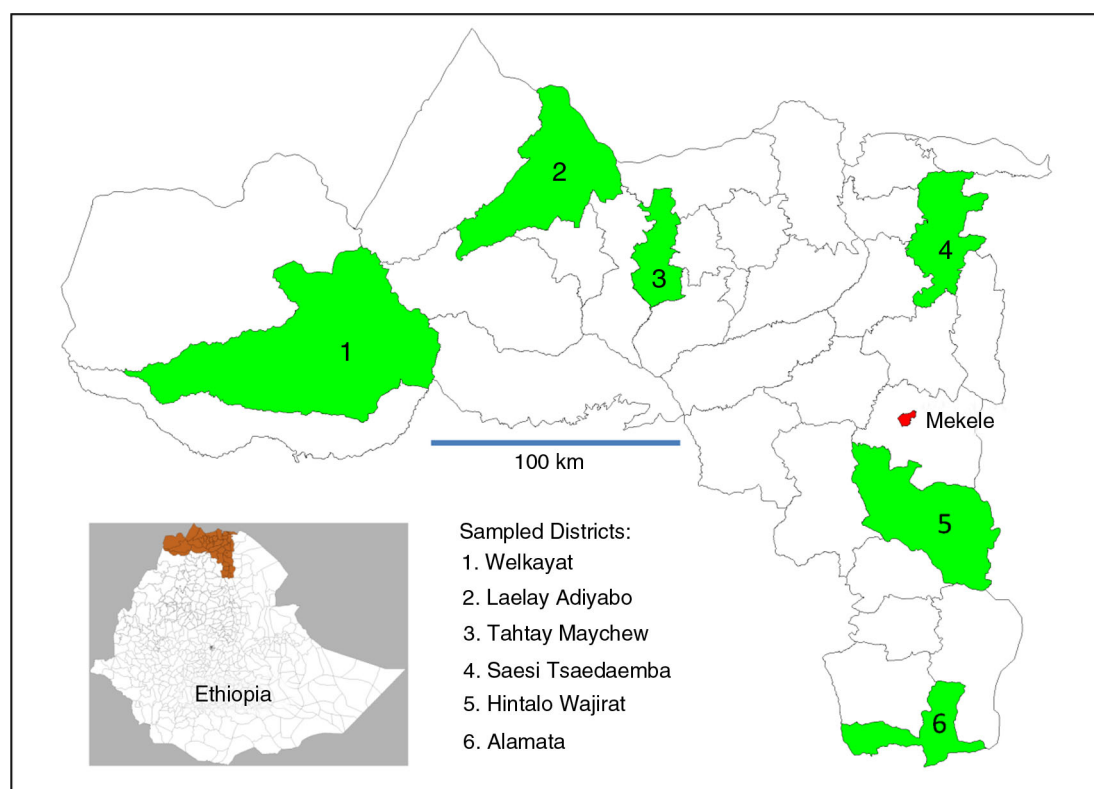 2
4
3
1
Mekele
100 km
5
Sampled Districts:
1. Welkayat
2. Laelay Adiyabo
3. Tahtay Maychew
4. Saesi Tsaedaemba
5. Hintalo Wajirat
6. Alamata
Ethiopia
6